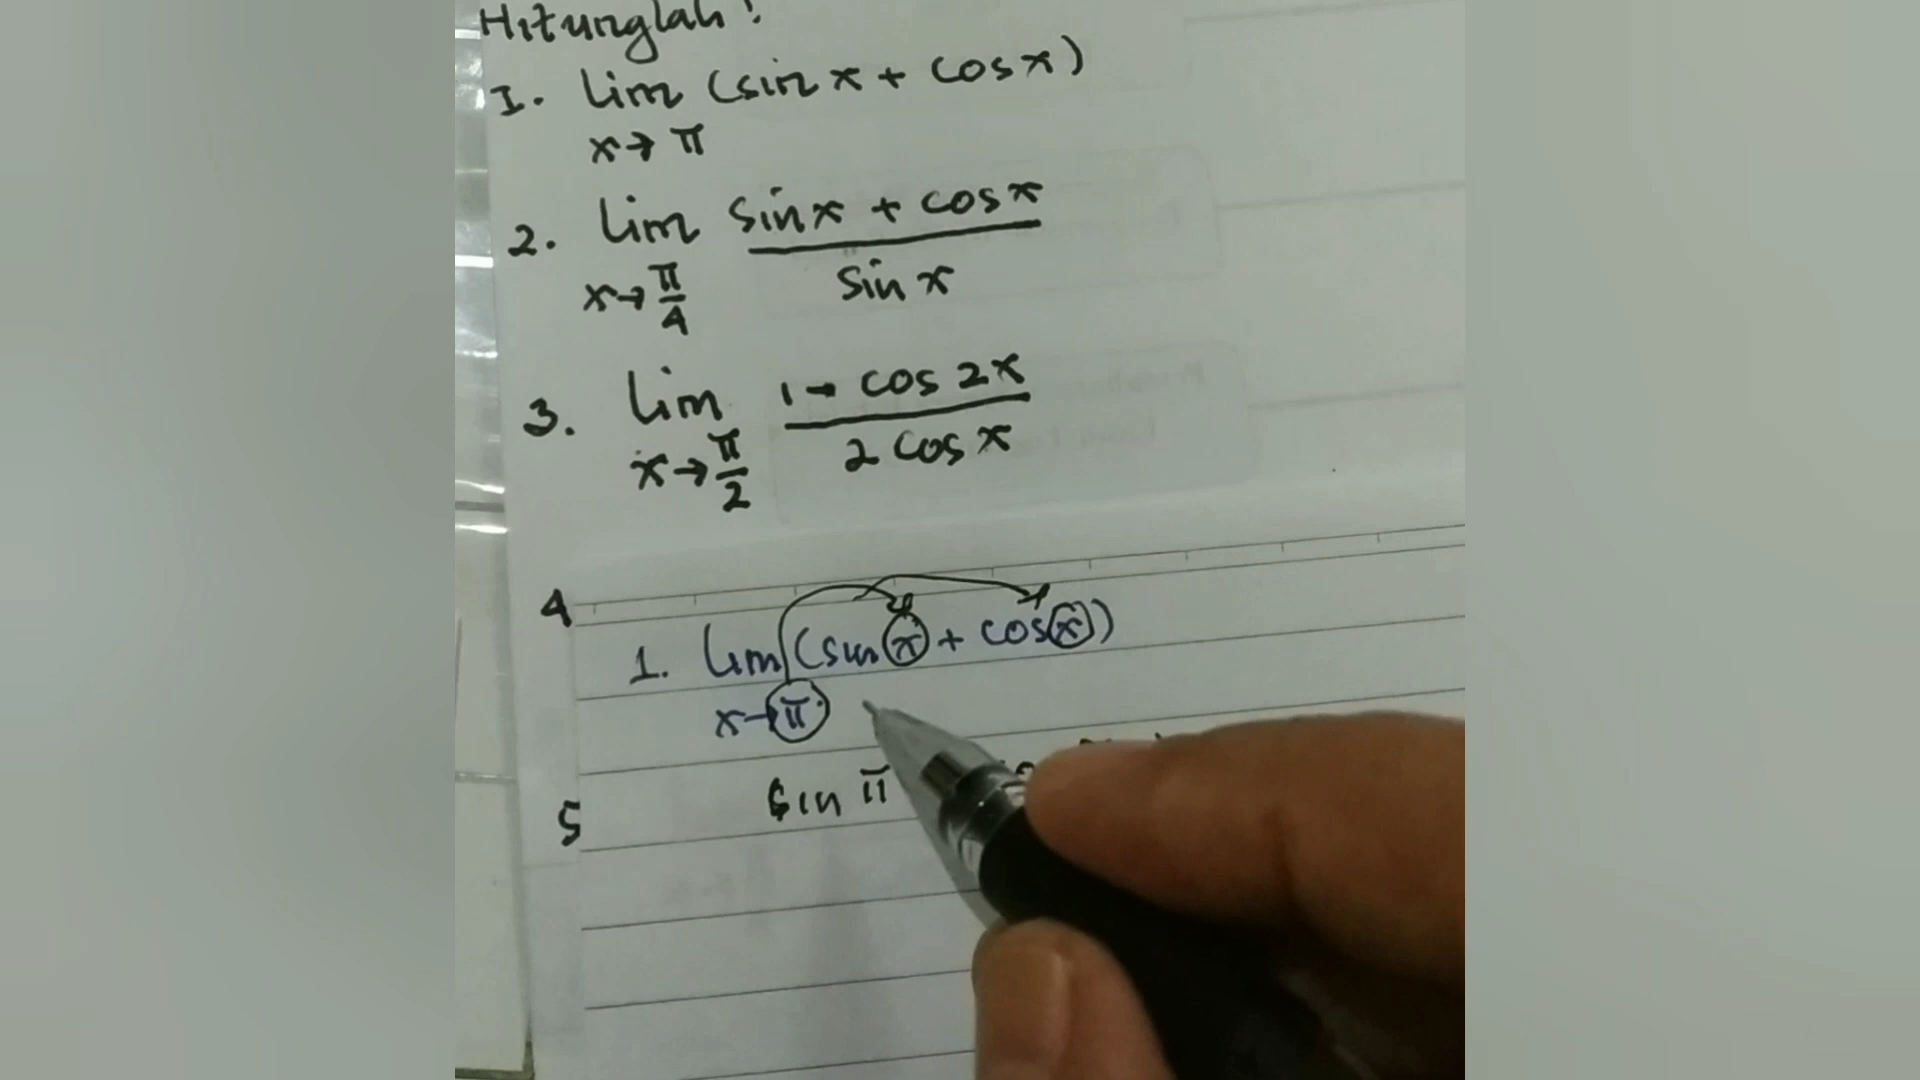 Hitunglah!
1. lim (sin x + cos x)
x→π
2. lim sin x + cos x
sin x
x→π/4
3. lim 1 - cos 2x
2 cos x
x→π/2
4
1. lim (sin x + cos x)
x→π
sin π
5